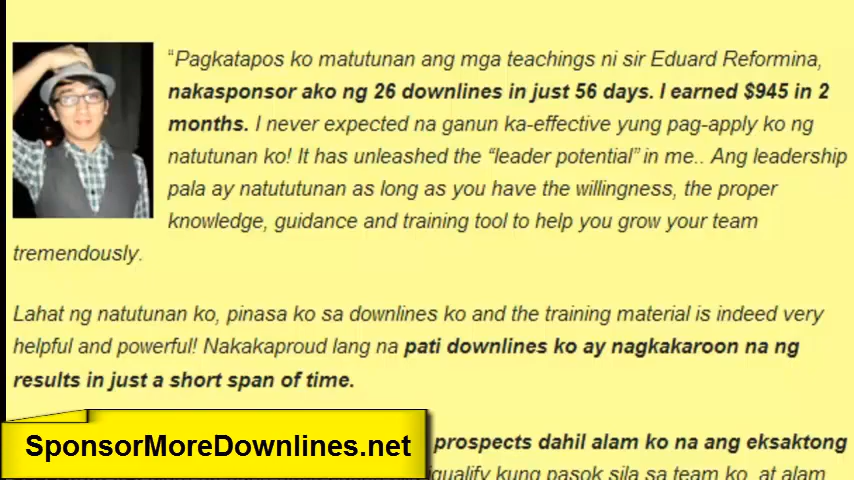 “Pagkatapos ko matutunan ang mga teachings ni sir Eduard Reformina,
nakasponsor ako ng 26 downlines in just 56 days. I earned $945 in 2
months. I never expected na ganun ka-effective yung pag-apply ko ng
natutunan ko! It has unleashed the “leader potential” in me.. Ang leadership
pala ay natututunan as long as you have the willingness, the proper
knowledge, guidance and training tool to help you grow your team
tremendously.
Lahat ng natutunan ko, pinasa ko sa downlines ko and the training material is indeed very
helpful and powerful! Nakakaproud lang na pati downlines ko ay nagkakaroon na ng
results in just a short span of time.
prospects dahil alam ko na ang eksaktong
iqualify kung pasok sila sa team ko, at alam
SponsorMoreDownlines.net